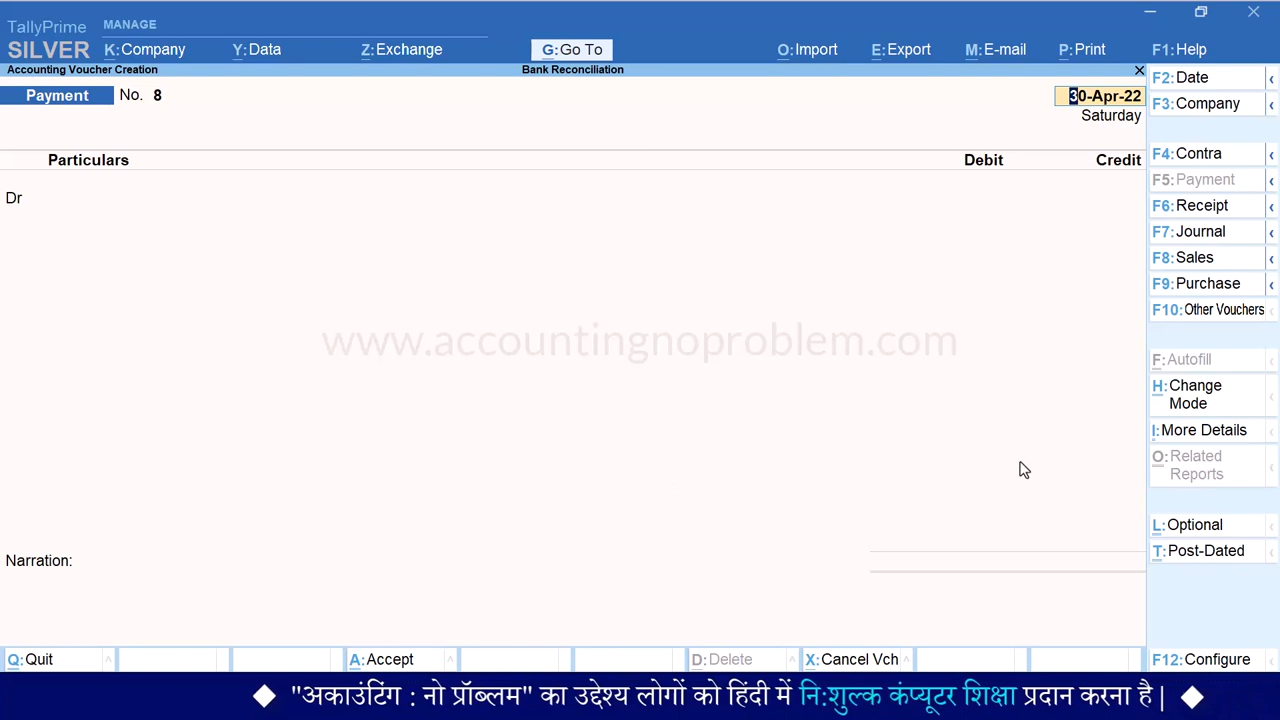 TallyPrime MANAGE
SILVER K:Company Y:Data Z:Exchange G:Go To O:Import E:Export M:E-mail P:Print F1:Help
Accounting Voucher Creation Bank Reconciliation
Payment No. 8 30-Apr-22
Saturday
Particulars Debit Credit
Dr
www.accountingnoproblem.com
Narration:
F2:Date
F3:Company
F4:Contra
F5:Payment
F6:Receipt
F7:Journal
F8:Sales
F9:Purchase
F10:Other Vouchers
F:Autofill
H:Change
Mode
I:More Details
O:Related
Reports
L:Optional
T:Post-Dated
Q:Quit A:Accept D:Delete X:Cancel Vch F12:Configure
"अकाउंटिंग : नो प्रॉब्लम" का उद्देश्य लोगों को हिंदी में नि:शुल्क कंप्यूटर शिक्षा प्रदान करना है |